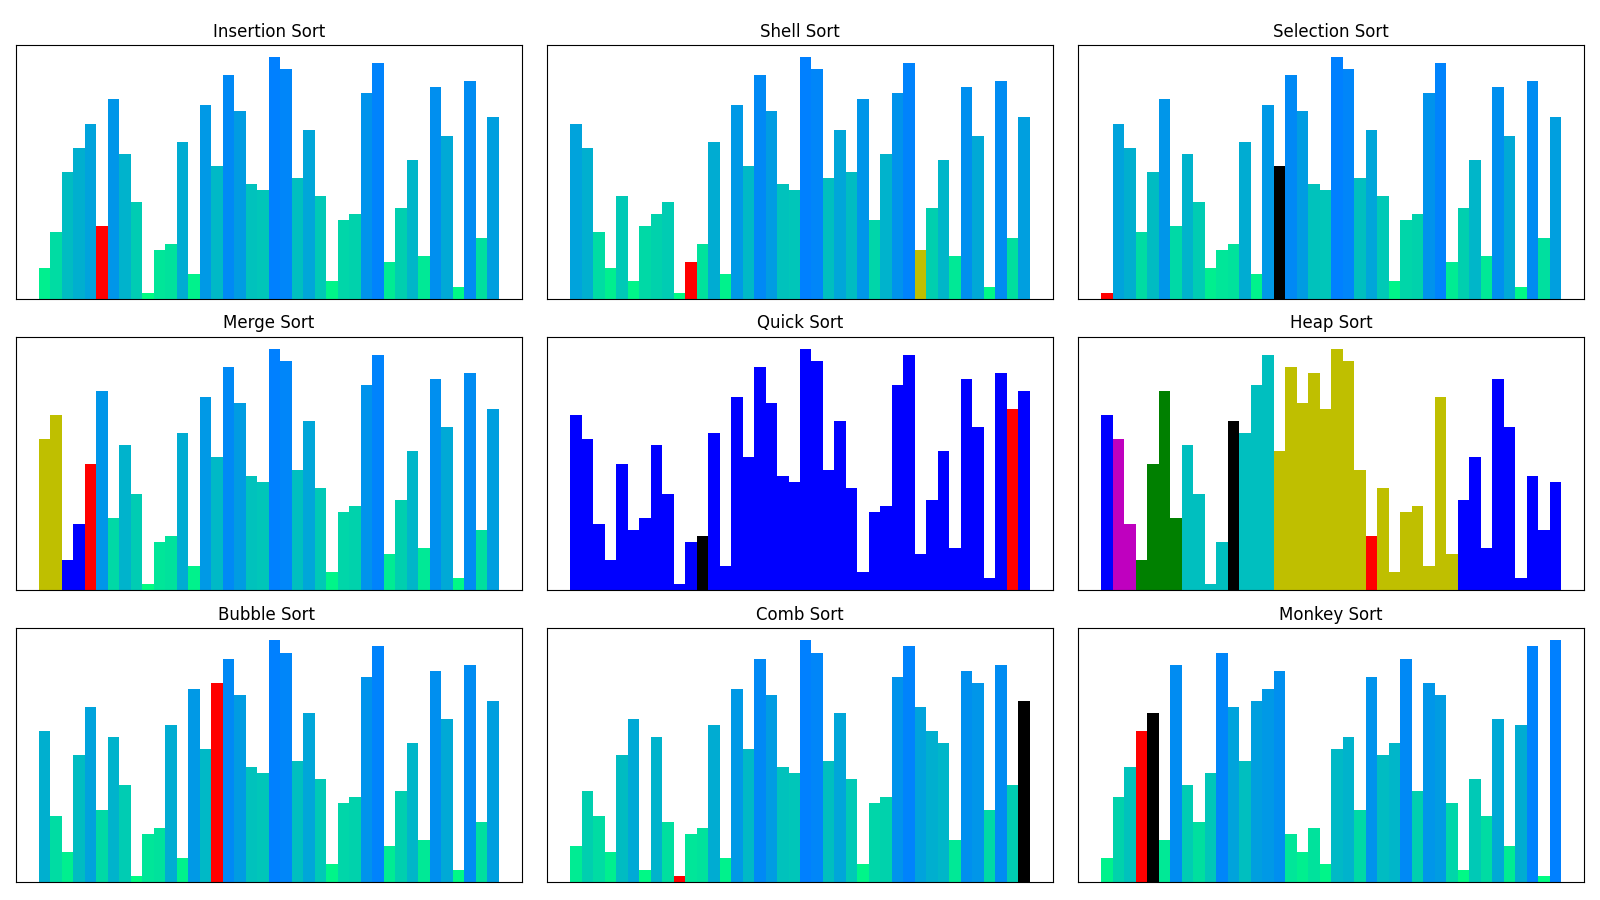 Insertion Sort
Shell Sort
Selection Sort
Merge Sort
Quick Sort
Heap Sort
Bubble Sort
Comb Sort
Monkey Sort